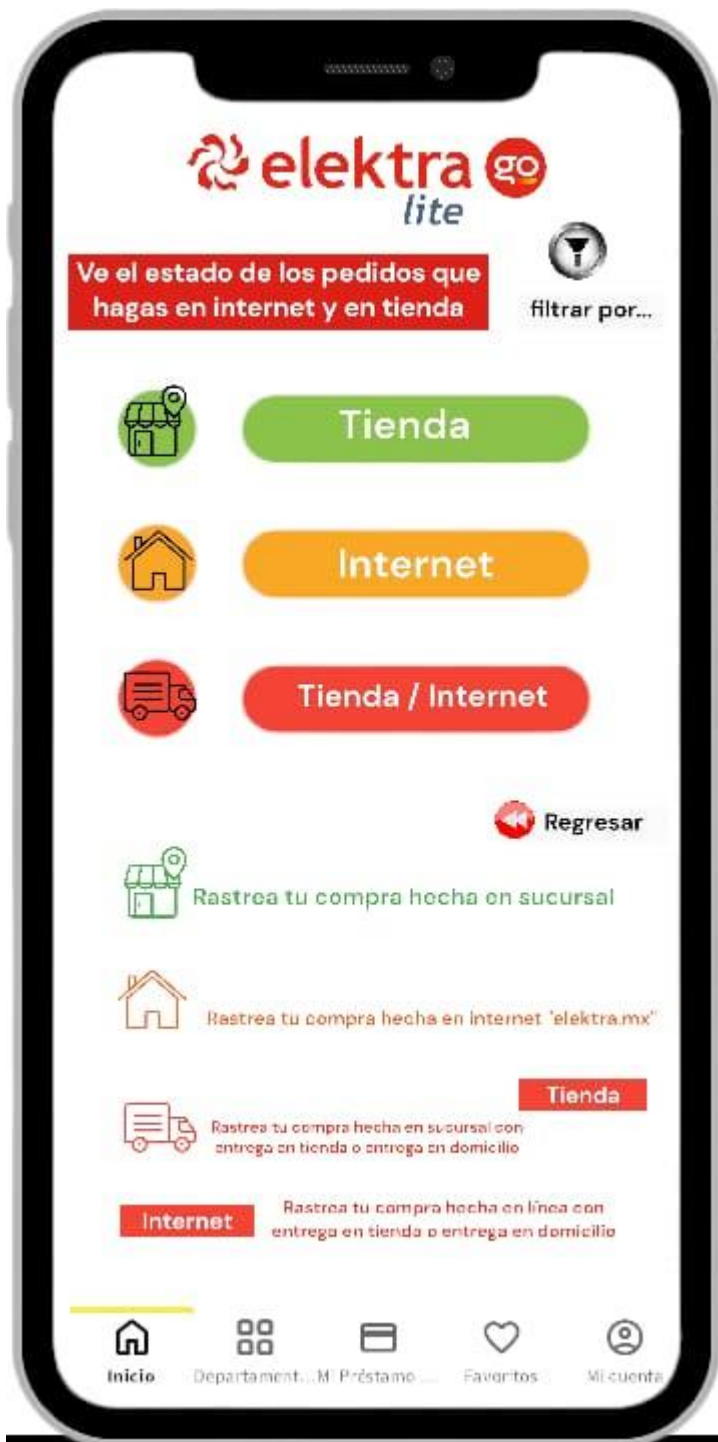 elektra go
lite
Ve el estado de los pedidos que
hagas en internet y en tienda
filtrar por...
Tienda
Internet
Tienda / Internet
Regresar
Rastrea tu compra hecha en sucursal
Rastrea tu compra hecha en internet "elektra.mx"
Tienda
Rastrea tu compra hecha en sucursal con
entrega en tienda o entrega en domicilio
Internet
Rastrea tu compra hecha en línea con
entrega en tienda o entrega en domicilio
Inicio
Departament...
Mi Préstamo ...
Favoritos
Mi cuenta